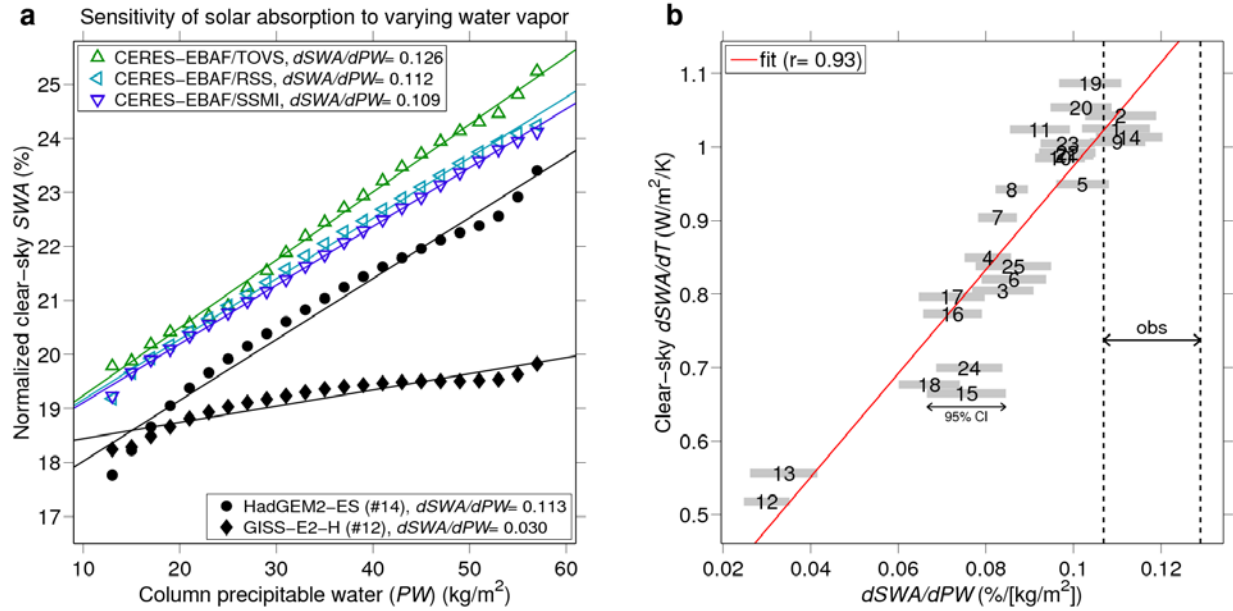 a
Sensitivity of solar absorption to varying water vapor
CERES−EBAF/TOVS, dSWA/dPW= 0.126
CERES−EBAF/RSS, dSWA/dPW= 0.112
CERES−EBAF/SSMI, dSWA/dPW= 0.109
25
24
23
22
21
20
19
18
17
Normalized clear−sky SWA (%)
HadGEM2−ES (#14), dSWA/dPW= 0.113
GISS−E2−H (#12), dSWA/dPW= 0.030
10 20 30 40 50 60
Column precipitable water (PW) (kg/m²)
b
fit (r= 0.93)
1.1
1
0.9
0.8
0.7
0.6
0.5
Clear−sky dSWA/dT (W/m²/K)
19
20
2
11
1
14
9
23
10
5
8
7
4
25
6
3
17
16
obs
24
18
15
95% CI
13
12
0.02 0.04 0.06 0.08 0.1 0.12
dSWA/dPW (%/[kg/m²])